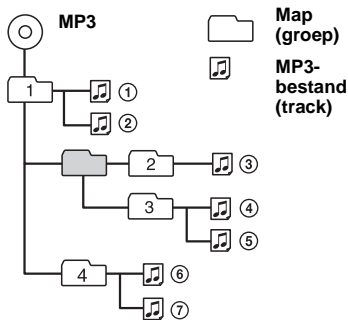 MP3
Map
(groep)
MP3-
bestand
(track)
1
①
②
2
③
3
④
⑤
4
⑥
⑦